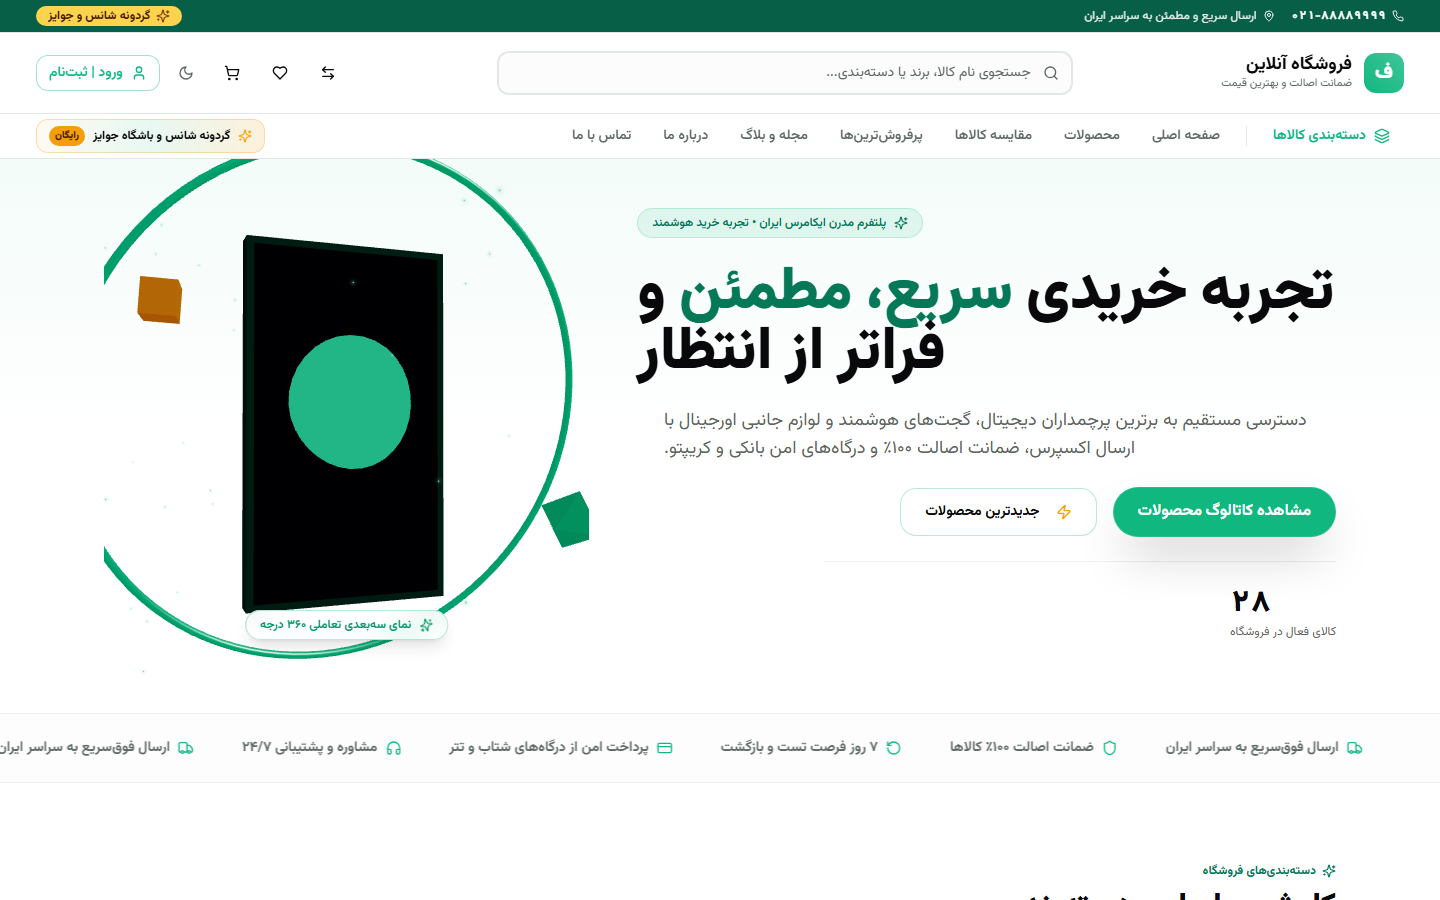 ۰۲۱-۸۸۸۸۹۹۹۹
ارسال سریع و مطمئن به سراسر ایران
گردونه شانس و جوایز
ف
فروشگاه آنلاین
ضمانت اصالت و بهترین قیمت
جستجوی نام کالا، برند یا دسته‌بندی...
ورود | ثبت‌نام
دسته‌بندی کالاها
صفحه اصلی
محصولات
مقایسه کالاها
پرفروش‌ترین‌ها
مجله و بلاگ
درباره ما
تماس با ما
گردونه شانس و باشگاه جوایز
رایگان
پلتفرم مدرن ایکامرس ایران • تجربه خرید هوشمند
تجربه خریدی سریع، مطمئن و
فراتر از انتظار
دسترسی مستقیم به برترین پرچمداران دیجیتال، گجت‌های هوشمند و لوازم جانبی اورجینال با
ارسال اکسپرس، ضمانت اصالت ۱۰۰٪ و درگاه‌های امن بانکی و کریپتو.
مشاهده کاتالوگ محصولات
جدیدترین محصولات
۲۸
کالای فعال در فروشگاه
نمای سه‌بعدی تعاملی ۳۶۰ درجه
ارسال فوق‌سریع به سراسر ایران
ضمانت اصالت ۱۰۰٪ کالاها
۷ روز فرصت تست و بازگشت
پرداخت امن از درگاه‌های شتاب و تتر
مشاوره و پشتیبانی ۲۴/۷
ارسال فوق‌سریع به سراسر ایران
دسته‌بندی‌های فروشگاه